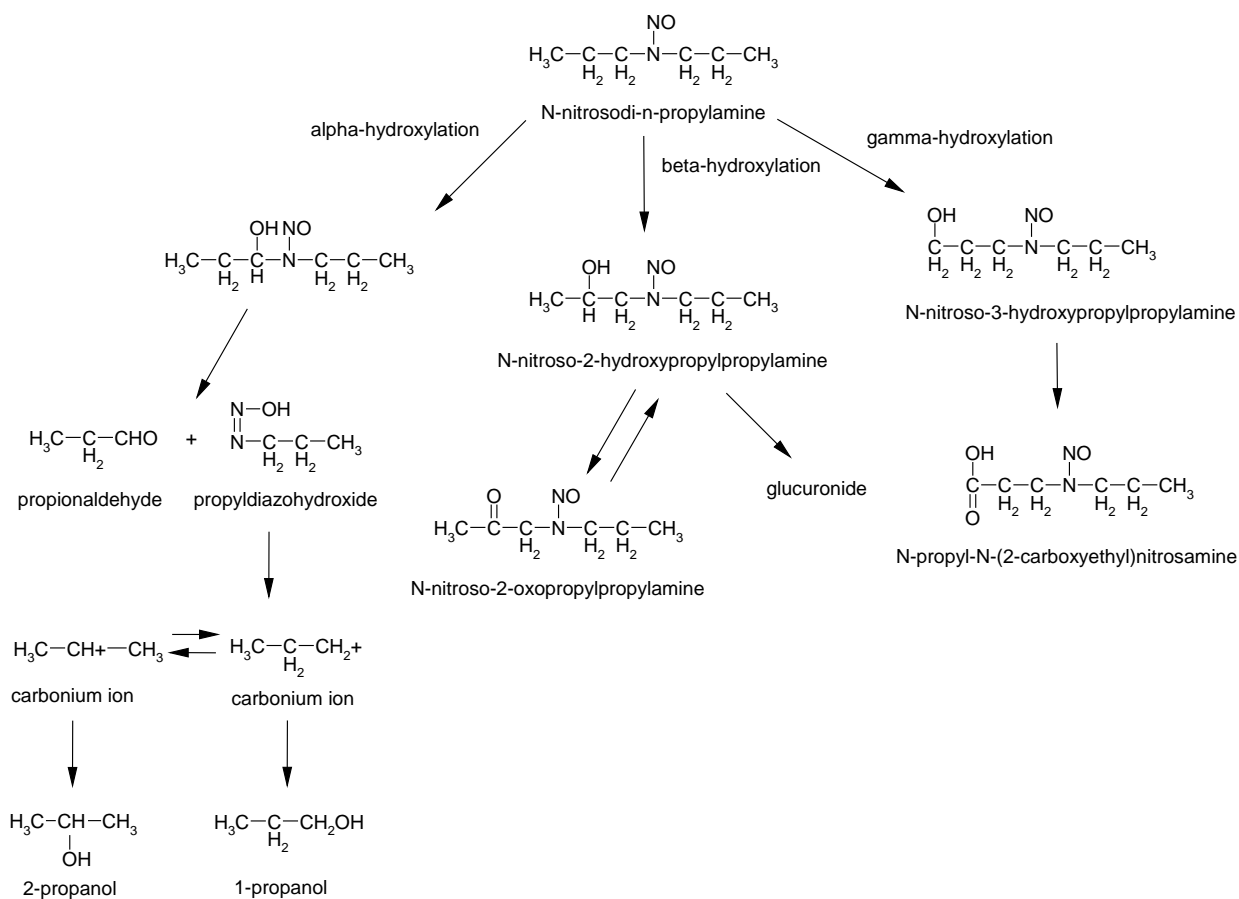 NO
H3C–C–C–N–C–C–CH3
H2 H2 H2 H2
N-nitrosodi-n-propylamine
alpha-hydroxylation
beta-hydroxylation
gamma-hydroxylation
OH NO
H3C–C–C–N–C–C–CH3
H2 H H2 H2
OH NO
H3C–C–C–N–C–C–CH3
H H2 H2 H2
N-nitroso-2-hydroxypropylpropylamine
OH NO
C–C–C–N–C–C–CH3
H2 H2 H2 H2 H2
N-nitroso-3-hydroxypropylpropylamine
H3C–C–CHO
H2
propionaldehyde
+
N–OH
N–C–C–CH3
H2 H2
propyldiazohydroxide
O NO
H3C–C–C–N–C–C–CH3
H2 H2 H2
N-nitroso-2-oxopropylpropylamine
glucuronide
OH NO
C–C–C–N–C–C–CH3
O H2 H2 H2 H2
N-propyl-N-(2-carboxyethyl)nitrosamine
H3C–CH+–CH3
carbonium ion
H3C–C–CH2+
H2
carbonium ion
H3C–CH–CH3
OH
2-propanol
H3C–C–CH2OH
H2
1-propanol